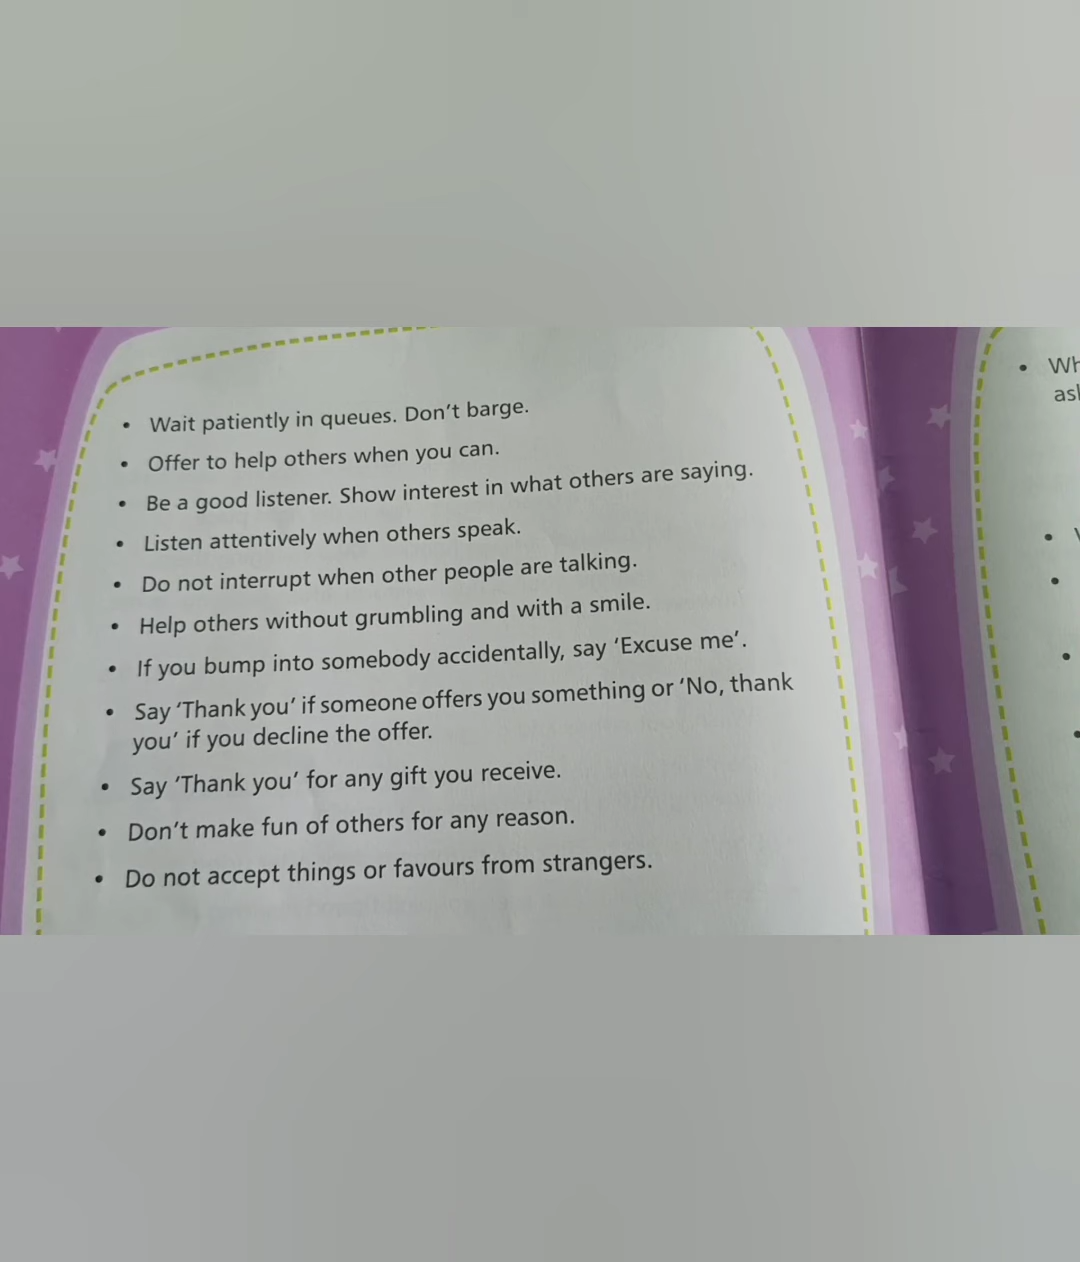 • Wait patiently in queues. Don't barge.
• Offer to help others when you can.
• Be a good listener. Show interest in what others are saying.
• Listen attentively when others speak.
• Do not interrupt when other people are talking.
• Help others without grumbling and with a smile.
• If you bump into somebody accidentally, say ‘Excuse me’.
• Say ‘Thank you’ if someone offers you something or ‘No, thank
you’ if you decline the offer.
• Say ‘Thank you’ for any gift you receive.
• Don't make fun of others for any reason.
• Do not accept things or favours from strangers.